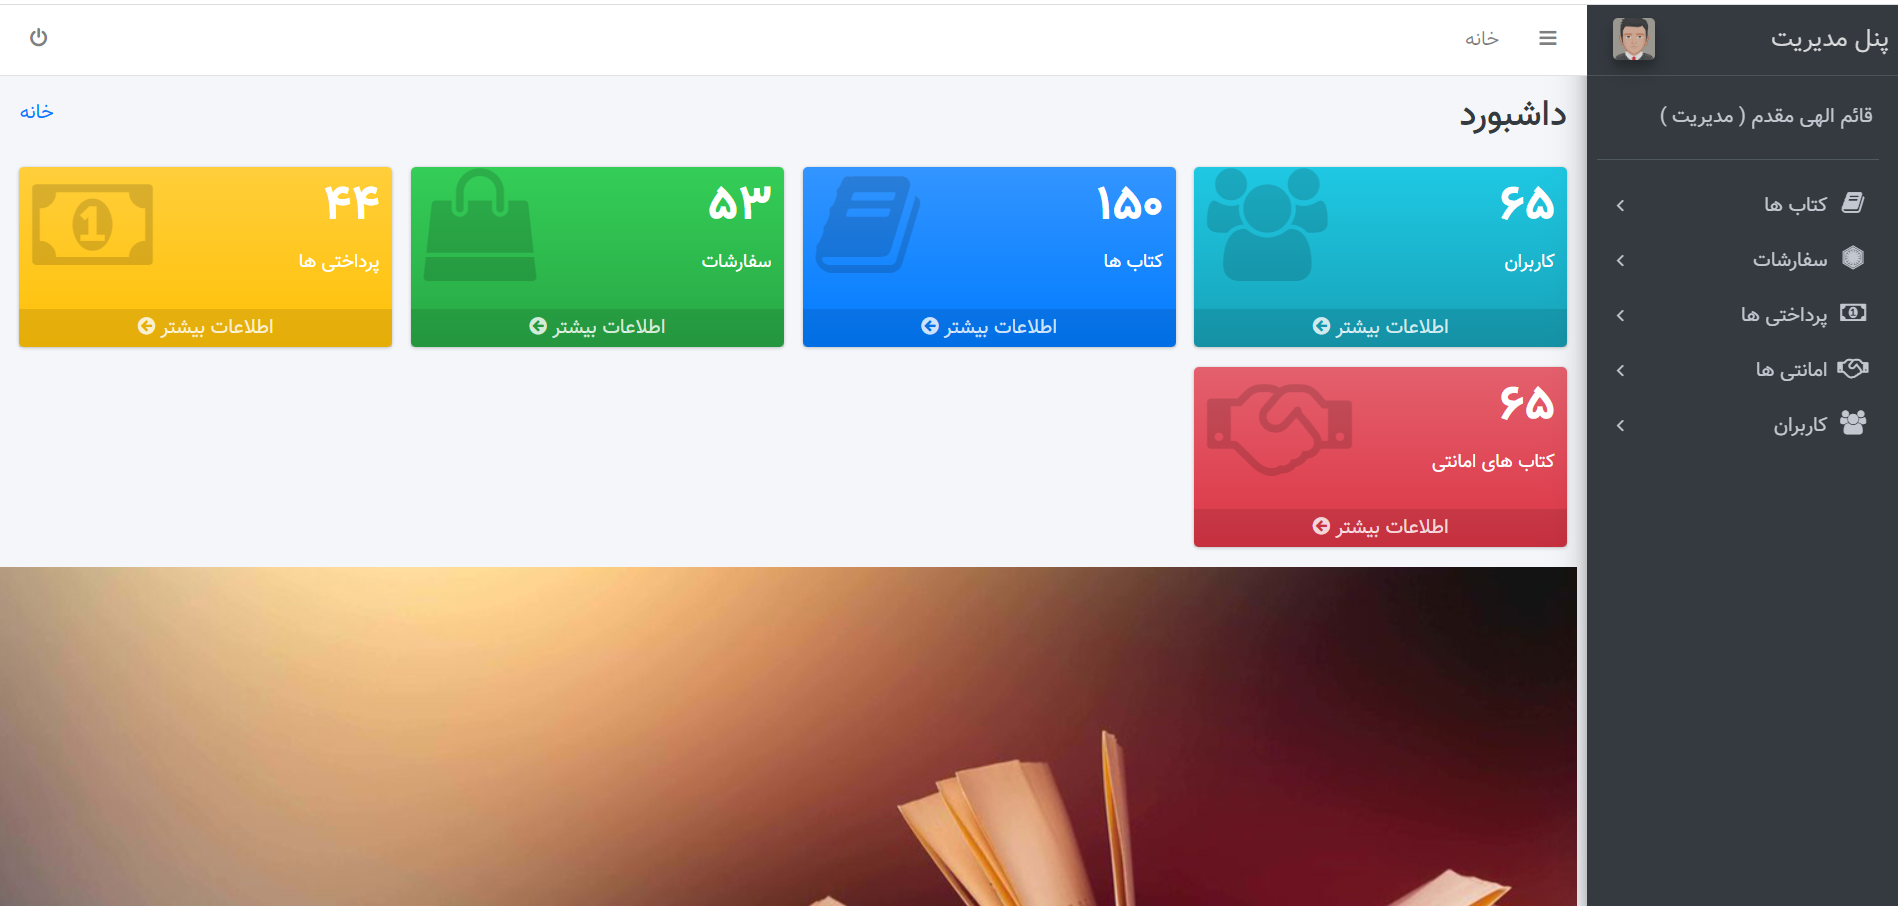 پنل مدیریت
قائم الهی مقدم ( مدیریت )
کتاب ها
سفارشات
پرداختی ها
امانتی ها
کاربران
خانه
داشبورد
خانه
۶۵
کاربران
اطلاعات بیشتر
۱۵۰
کتاب ها
اطلاعات بیشتر
۵۳
سفارشات
اطلاعات بیشتر
۴۴
پرداختی ها
اطلاعات بیشتر
۶۵
کتاب های امانتی
اطلاعات بیشتر